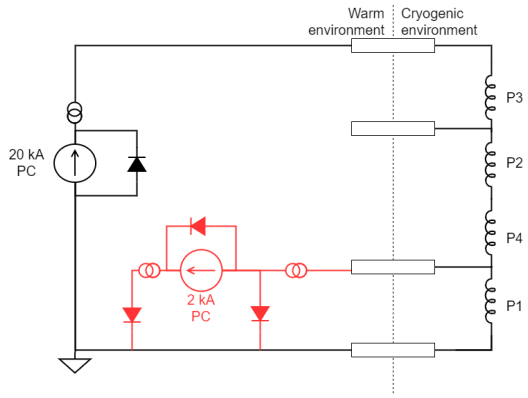 Warm
environment
Cryogenic
environment
P3
20 kA
PC
P2
P4
2 kA
PC
P1